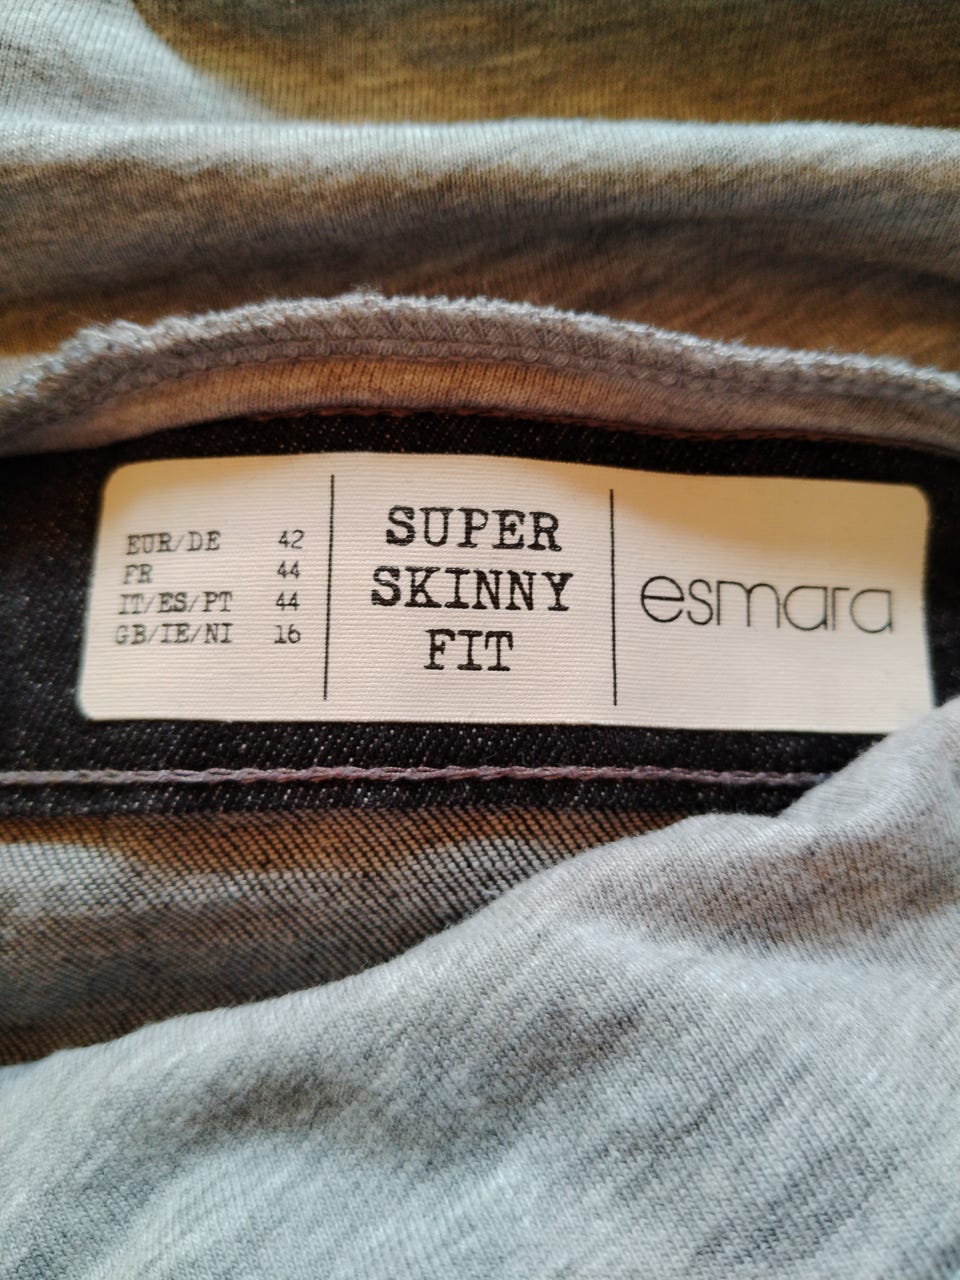 EUR/DE 42
FR 44
IT/ES/PT 44
GB/IE/NI 16
SUPER
SKINNY
FIT
esmara